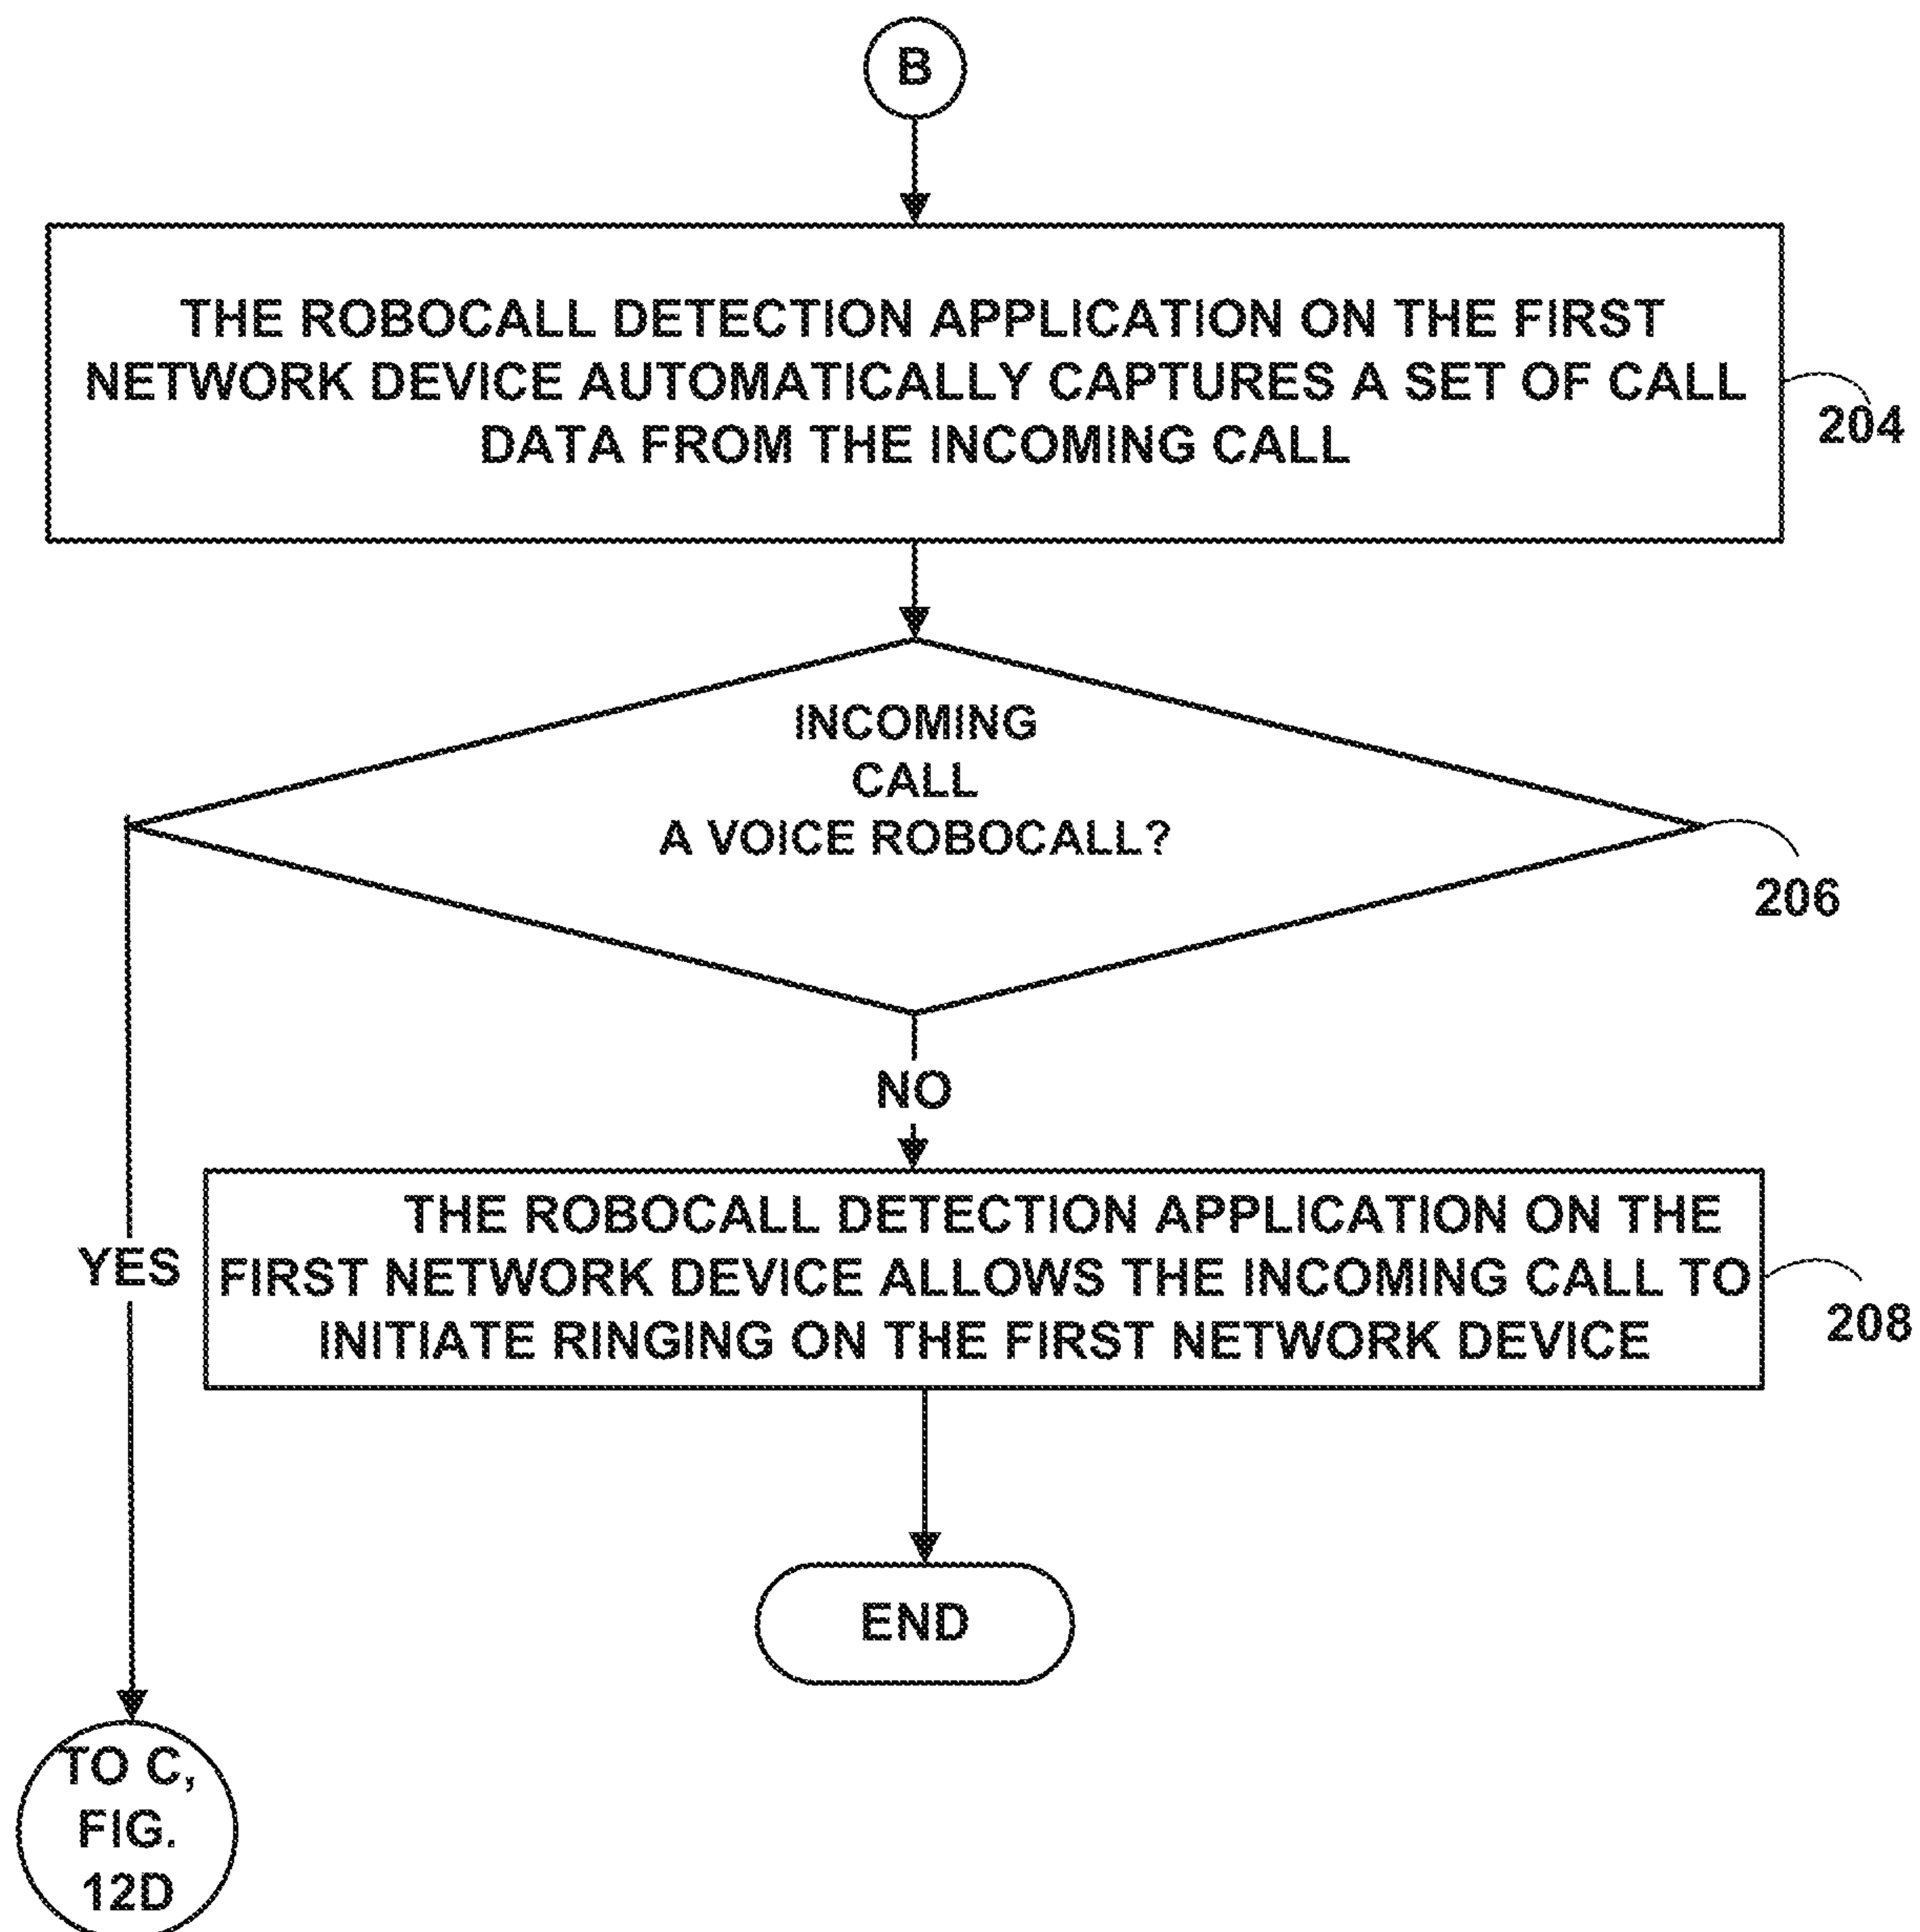 B
THE ROBOCALL DETECTION APPLICATION ON THE FIRST
NETWORK DEVICE AUTOMATICALLY CAPTURES A SET OF CALL
DATA FROM THE INCOMING CALL
204
INCOMING
CALL
A VOICE ROBOCALL?
206
NO
THE ROBOCALL DETECTION APPLICATION ON THE
FIRST NETWORK DEVICE ALLOWS THE INCOMING CALL TO
INITIATE RINGING ON THE FIRST NETWORK DEVICE
208
YES
END
TO C,
FIG.
12D